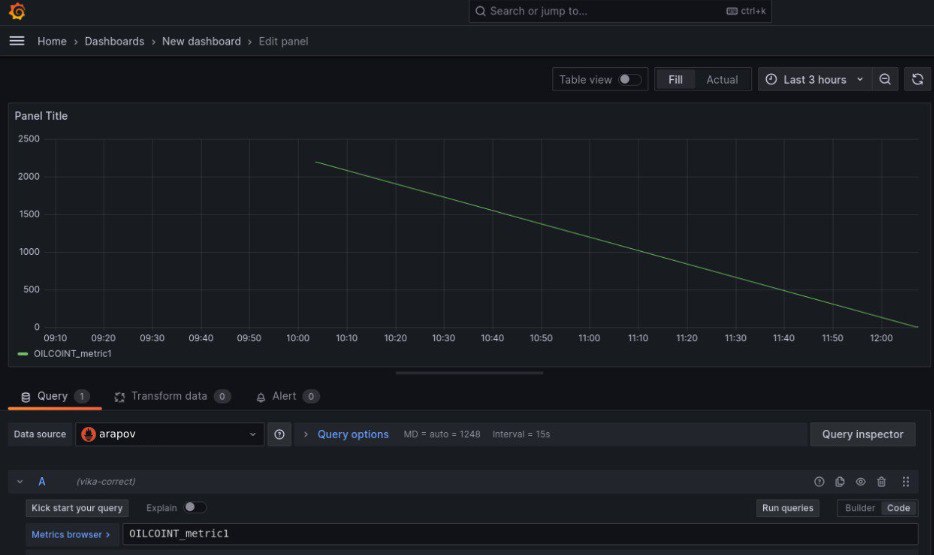 Search or jump to... ctrl+k
Home › Dashboards › New dashboard › Edit panel
Table view Fill Actual Last 3 hours
Panel Title
2500
2000
1500
1000
500
0
09:10 09:20 09:30 09:40 09:50 10:00 10:10 10:20 10:30 10:40 10:50 11:00 11:10 11:20 11:30 11:40 11:50 12:00
OILCOINT_metric1
Query 1 Transform data 0 Alert 0
Data source arapov › Query options MD = auto = 1248 Interval = 15s Query inspector
A (vika-correct)
Kick start your query Explain Run queries Builder Code
Metrics browser › OILCOINT_metric1